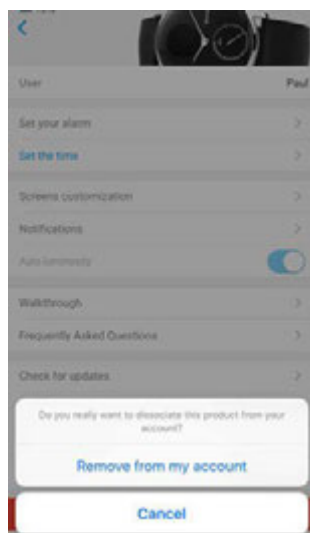 User Paul
Set your alarm
Set the time
Screens customization
Notifications
Auto luminosity
Walkthrough
Frequently Asked Questions
Check for updates
Do you really want to dissociate this product from your
account?
Remove from my account
Cancel